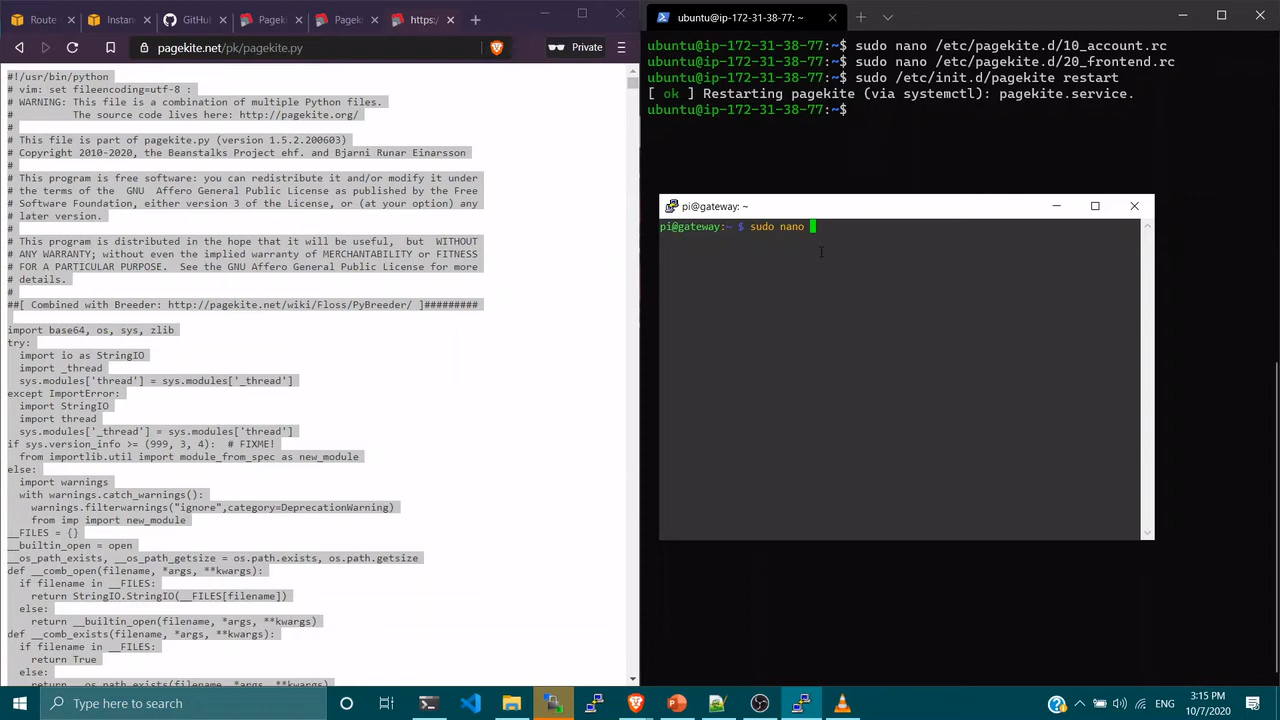 Route
Instanc
GitHub
Pageki
Pageki
https:/
pagekite.net/pk/pagekite.py
Private
#!/usr/bin/python
# vim: set fileencoding=utf-8 :
# WARNING: This file is a combination of multiple Python files.
#          The source code lives here: http://pagekite.org/
#
# This file is part of pagekite.py (version 1.5.2.200603)
# Copyright 2010-2020, the Beanstalks Project ehf. and Bjarni Runar Einarsson
#
# This program is free software: you can redistribute it and/or modify it under
# the terms of the  GNU  Affero General Public License as published by the Free
# Software Foundation, either version 3 of the License, or (at your option) any
# later version.
#
# This program is distributed in the hope that it will be useful,  but  WITHOUT
# ANY WARRANTY; without even the implied warranty of MERCHANTABILITY or FITNESS
# FOR A PARTICULAR PURPOSE.  See the GNU Affero General Public License for more
# details.
#
##[ Combined with Breeder: http://pagekite.net/wiki/Floss/PyBreeder/ ]#########
import base64, os, sys, zlib
try:
  import io as StringIO
  import _thread
  sys.modules['thread'] = sys.modules['_thread']
except ImportError:
  import StringIO
  import thread
  sys.modules['_thread'] = sys.modules['thread']
if sys.version_info >= (999, 3, 4):  # FIXME!
  from importlib.util import module_from_spec as new_module
else:
  import warnings
  with warnings.catch_warnings():
    warnings.filterwarnings("ignore",category=DeprecationWarning)
    from imp import new_module
__FILES = {}
__builtin_open = open
__os_path_exists, __os_path_getsize = os.path.exists, os.path.getsize
def __comb_open(filename, *args, **kwargs):
  if filename in __FILES:
    return StringIO.StringIO(__FILES[filename])
  else:
    return __builtin_open(filename, *args, **kwargs)
def __comb_exists(filename, *args, **kwargs):
  if filename in __FILES:
    return True
  else:
    return __os_path_exists(filename, *args, **kwargs)
ubuntu@ip-172-31-38-77: ~
ubuntu@ip-172-31-38-77:~$ sudo nano /etc/pagekite.d/10_account.rc
ubuntu@ip-172-31-38-77:~$ sudo nano /etc/pagekite.d/20_frontend.rc
ubuntu@ip-172-31-38-77:~$ sudo /etc/init.d/pagekite restart
[ ok ] Restarting pagekite (via systemctl): pagekite.service.
ubuntu@ip-172-31-38-77:~$
pi@gateway: ~
pi@gateway:~ $ sudo nano
Type here to search
ENG
3:15 PM
10/7/2020